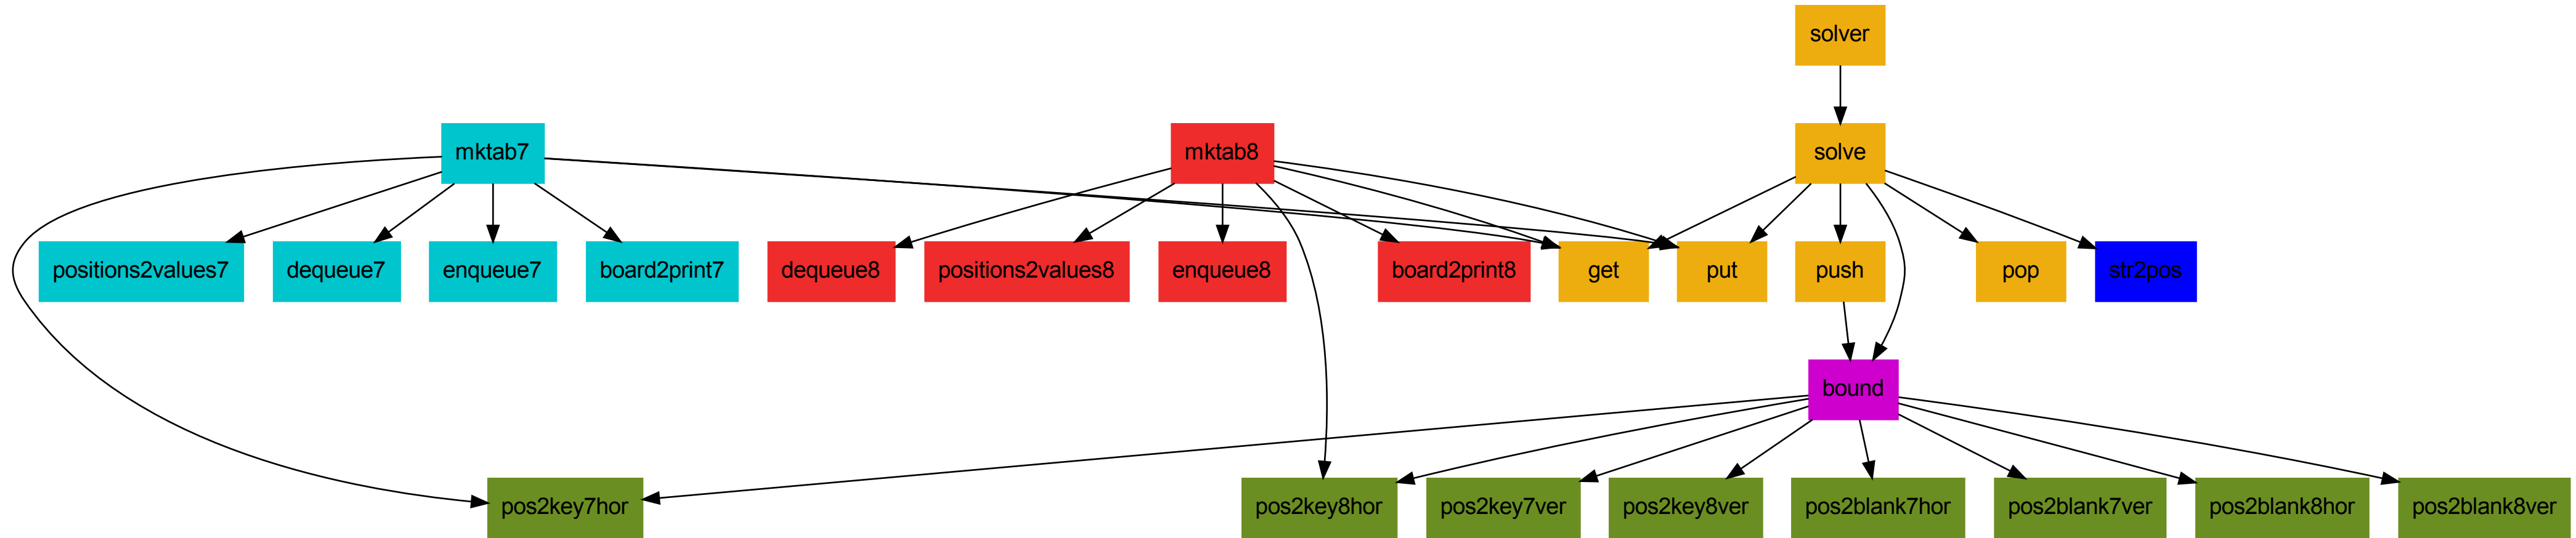 solver
mktab7
mktab8
solve
positions2values7
dequeue7
enqueue7
board2print7
dequeue8
positions2values8
enqueue8
board2print8
get
put
push
pop
str2pos
bound
pos2key7hor
pos2key8hor
pos2key7ver
pos2key8ver
pos2blank7hor
pos2blank7ver
pos2blank8hor
pos2blank8ver